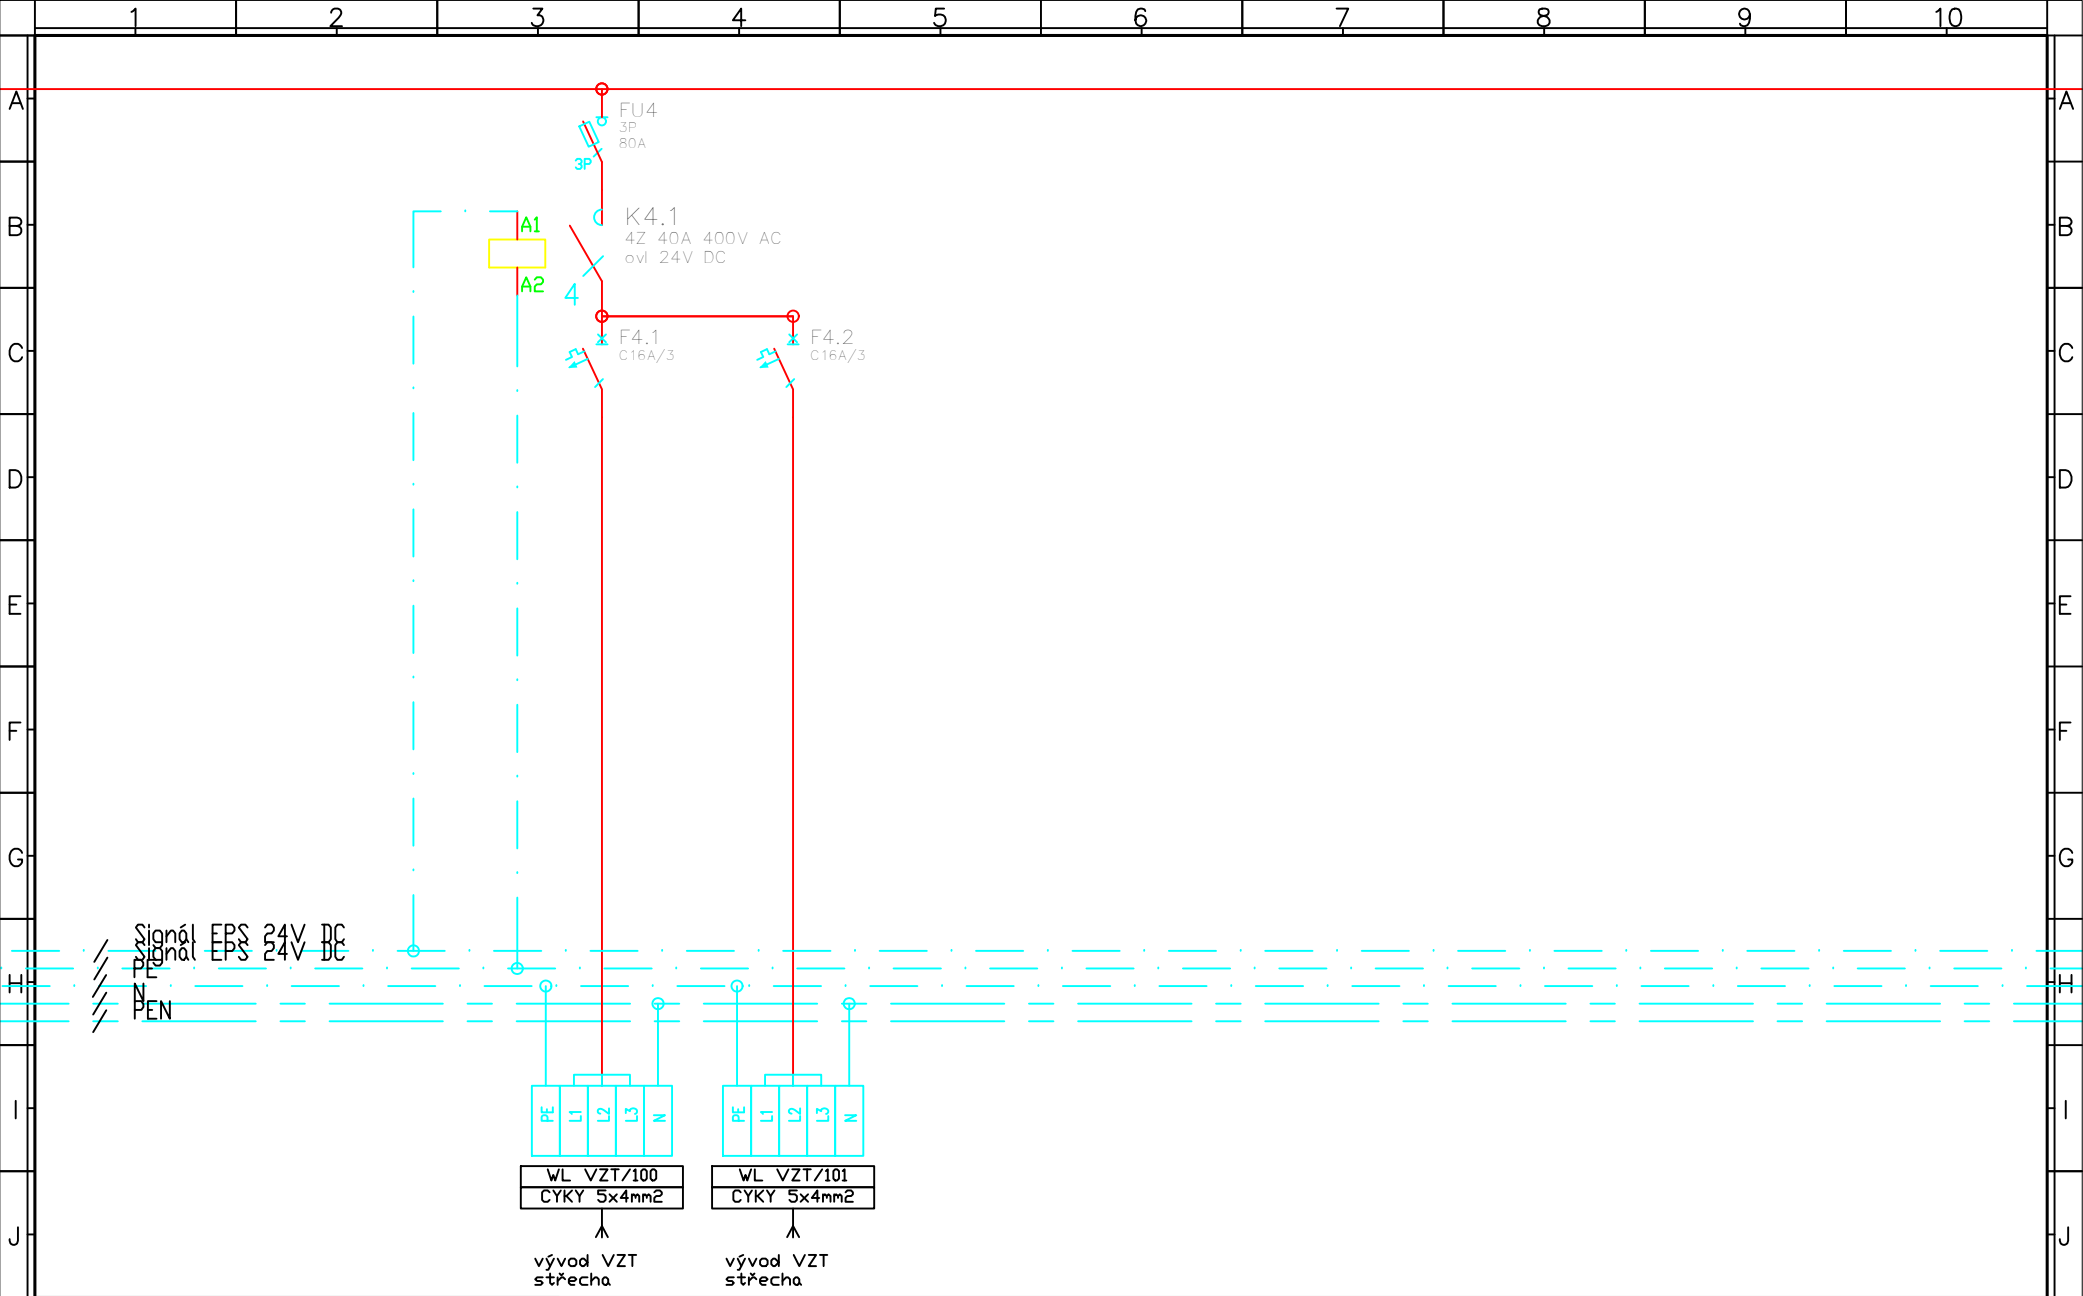 1 2 3 4 5 6 7 8 9 10
A A
FU4
3P
80A
3P
B B
A1
K4.1
4Z 40A 400V AC
ovl 24V DC
A2
4
C C
F4.1
C16A/3
F4.2
C16A/3
D D
E E
F F
G G
Signál EPS 24V DC
Signál EPS 24V DC
PE
H H
N
PEN
I I
PE L1 L2 L3 N
PE L1 L2 L3 N
WL VZT/100
CYKY 5x4mm2
WL VZT/101
CYKY 5x4mm2
J J
vývod VZT
střecha
vývod VZT
střecha